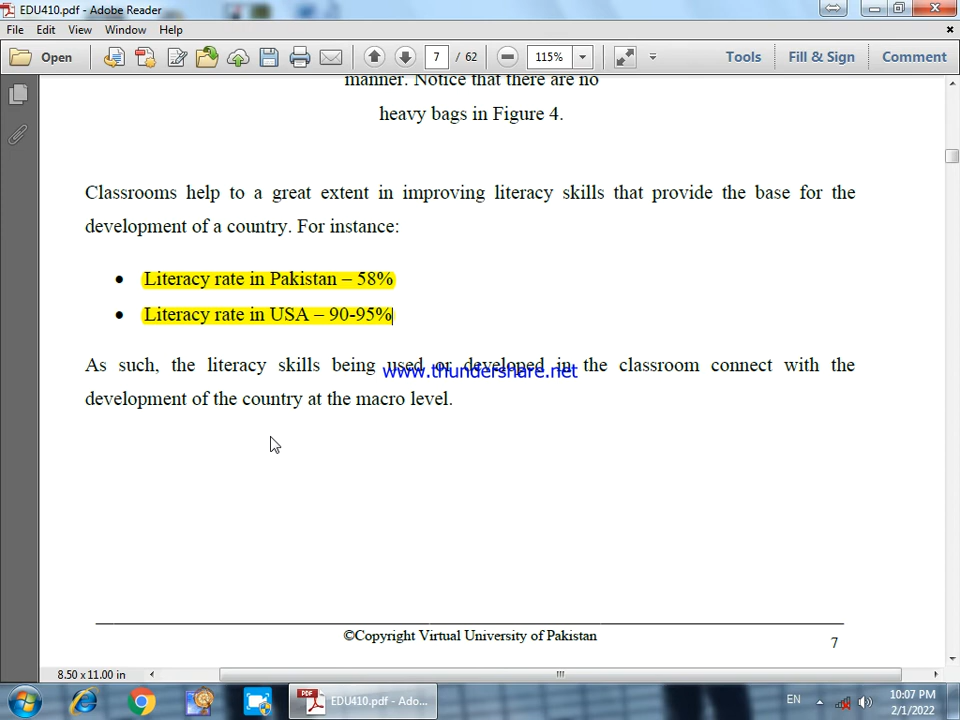 EDU410.pdf - Adobe Reader
File Edit View Window Help
Open 7 / 62 115% Tools Fill & Sign Comment
manner. Notice that there are no
heavy bags in Figure 4.
Classrooms help to a great extent in improving literacy skills that provide the base for the
development of a country. For instance:
• Literacy rate in Pakistan – 58%
• Literacy rate in USA – 90-95%
As such, the literacy skills being used or developed in the classroom connect with the
www.thundershare.net
development of the country at the macro level.
©Copyright Virtual University of Pakistan
7
8.50 x 11.00 in
EDU410.pdf - Ado...
EN
10:07 PM
2/1/2022